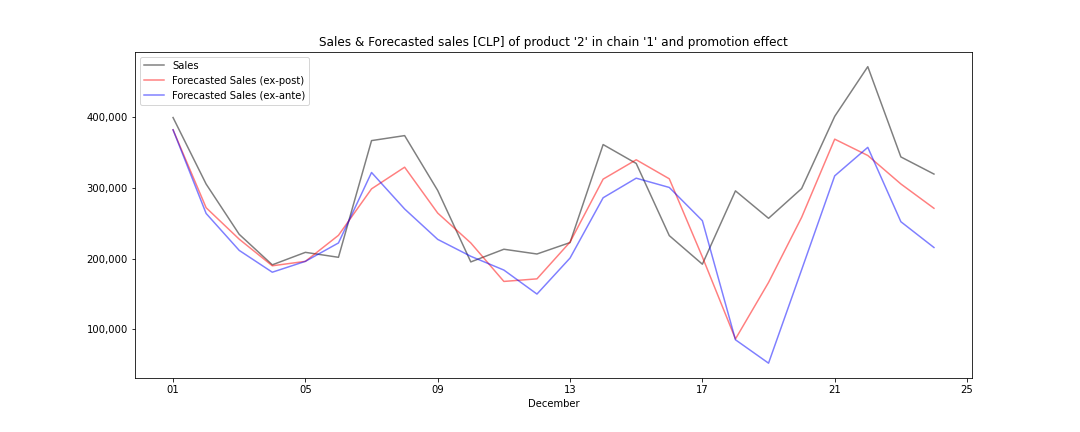 Sales & Forecasted sales [CLP] of product '2' in chain '1' and promotion effect
Sales
Forecasted Sales (ex-post)
Forecasted Sales (ex-ante)
400,000
300,000
200,000
100,000
01 05 09 13 17 21 25
December